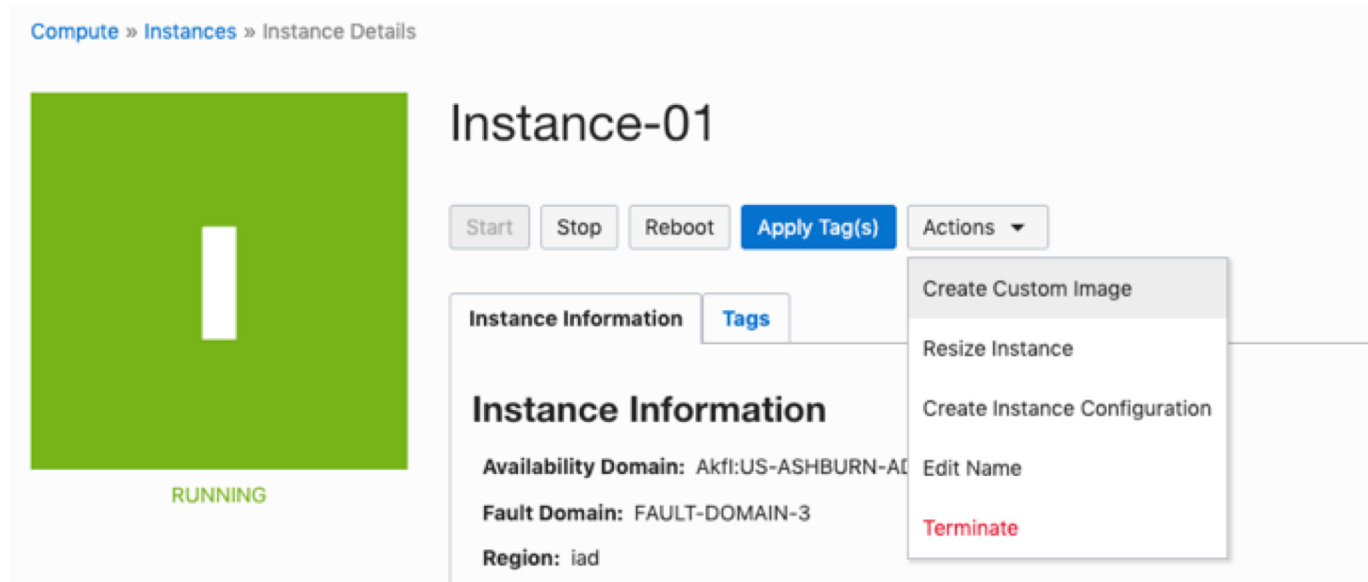 Compute » Instances » Instance Details
Instance-01
Start Stop Reboot Apply Tag(s) Actions
Create Custom Image
Resize Instance
Create Instance Configuration
Edit Name
Terminate
Instance Information Tags
Instance Information
Availability Domain: AkfI:US-ASHBURN-AD
Fault Domain: FAULT-DOMAIN-3
Region: iad
RUNNING